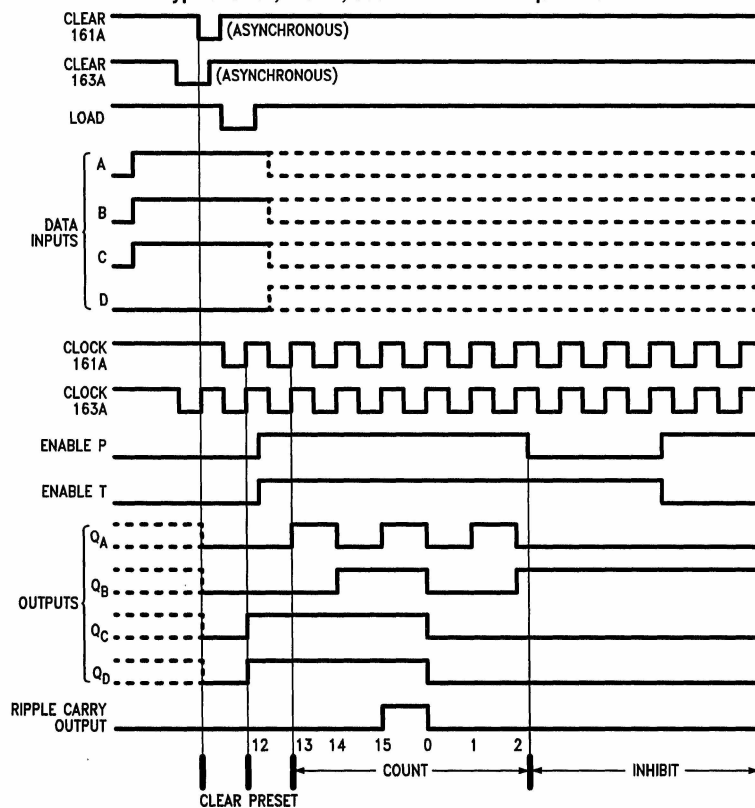 CLEAR
161A
(ASYNCHRONOUS)
CLEAR
163A
(ASYNCHRONOUS)
LOAD
DATA
INPUTS
A
B
C
D
CLOCK
161A
CLOCK
163A
ENABLE P
ENABLE T
OUTPUTS
QA
QB
QC
QD
RIPPLE CARRY
OUTPUT
12 13 14 15 0 1 2
COUNT INHIBIT
CLEAR PRESET